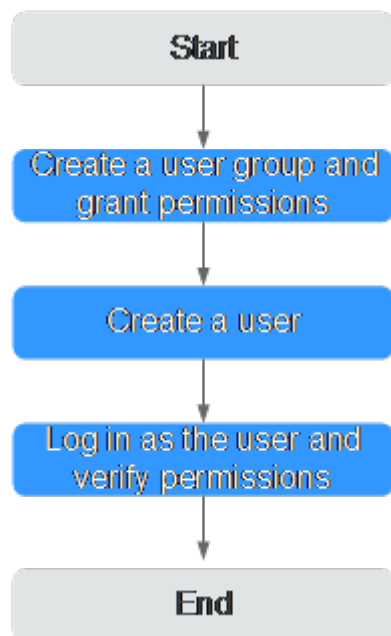 Start
Create a user group and
grant permissions
Create a user
Log in as the user and
verify permissions
End